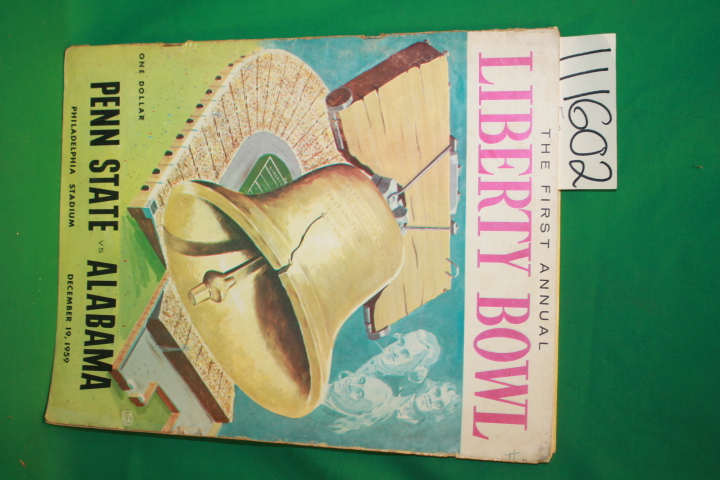 THE FIRST ANNUAL
LIBERTY BOWL
ONE DOLLAR
PENN STATE VS ALABAMA
PHILADELPHIA STADIUM DECEMBER 19, 1959
111602